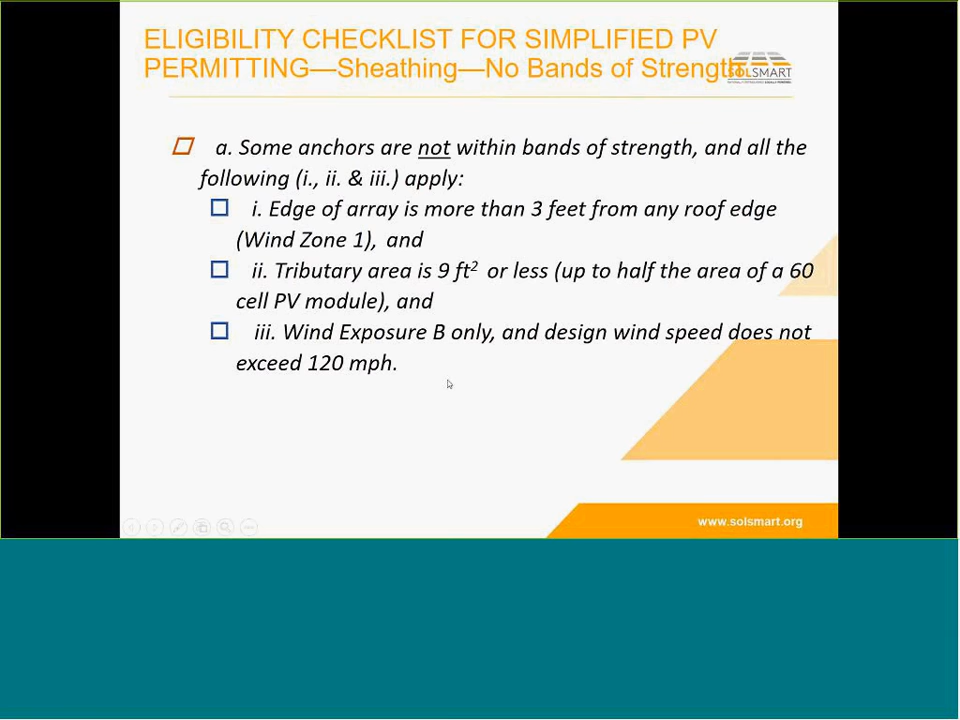 ELIGIBILITY CHECKLIST FOR SIMPLIFIED PV
PERMITTING—Sheathing—No Bands of Strength
SOLSMART
a. Some anchors are not within bands of strength, and all the
following (i., ii. & iii.) apply:
i. Edge of array is more than 3 feet from any roof edge
(Wind Zone 1), and
ii. Tributary area is 9 ft² or less (up to half the area of a 60
cell PV module), and
iii. Wind Exposure B only, and design wind speed does not
exceed 120 mph.
www.solsmart.org